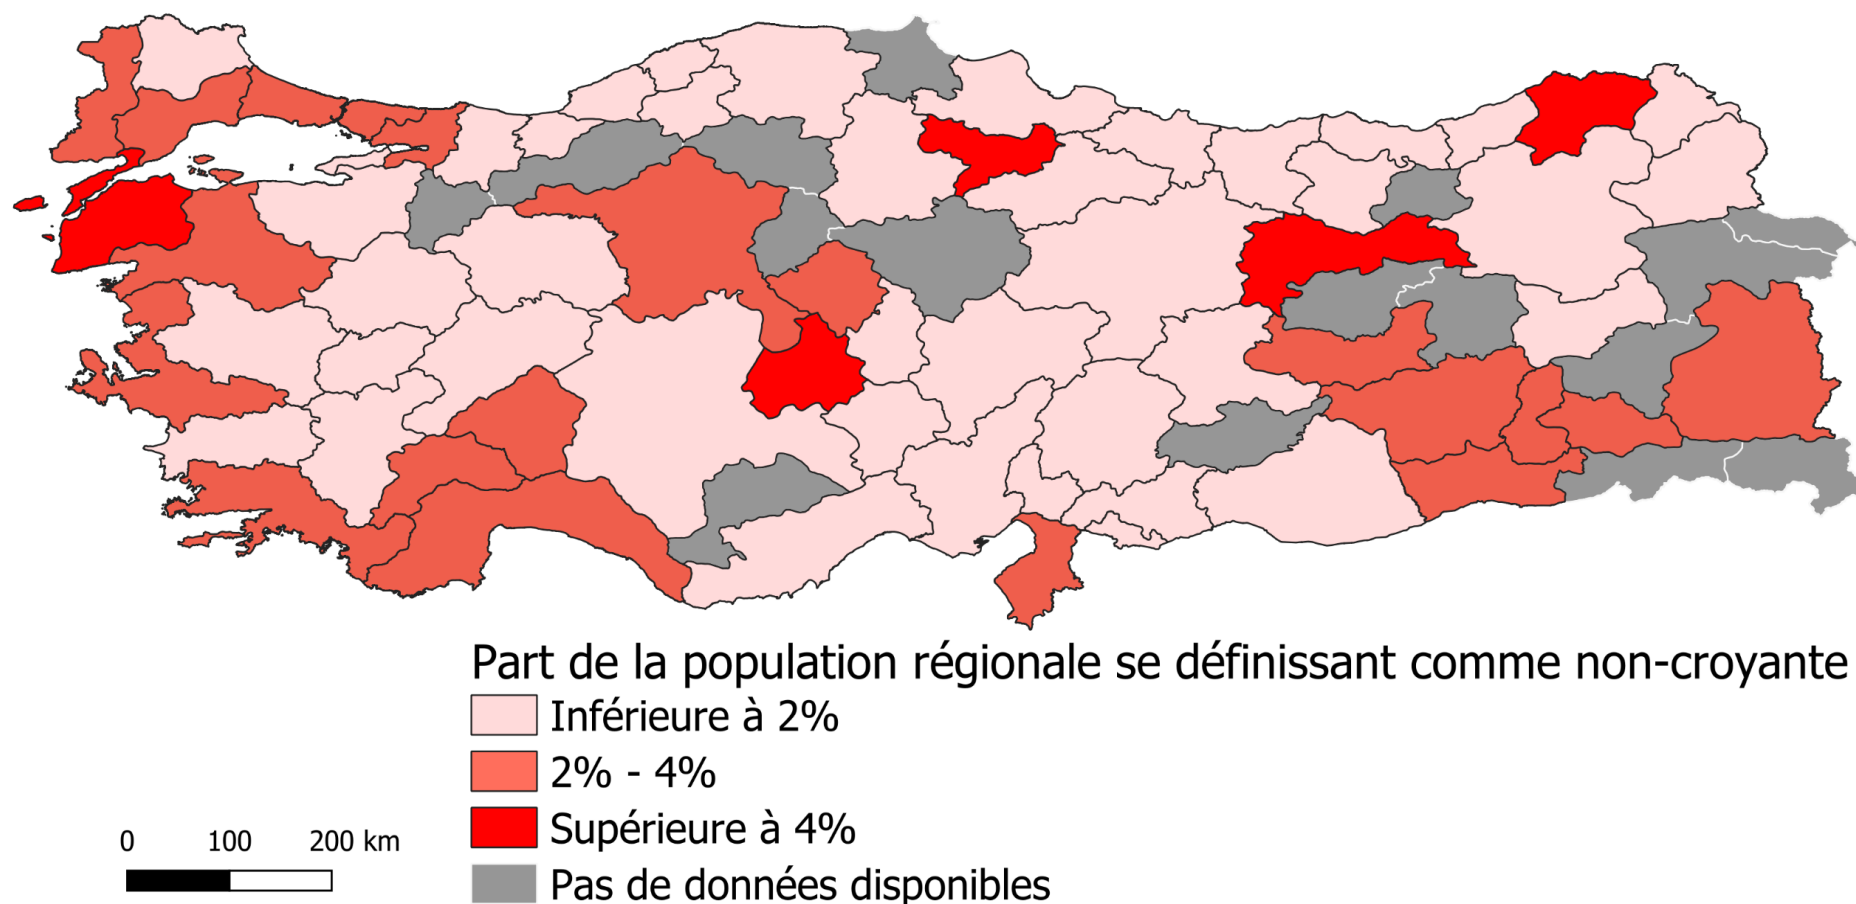 Part de la population régionale se définissant comme non-croyante
Inférieure à 2%
2% - 4%
Supérieure à 4%
Pas de données disponibles
0 100 200 km